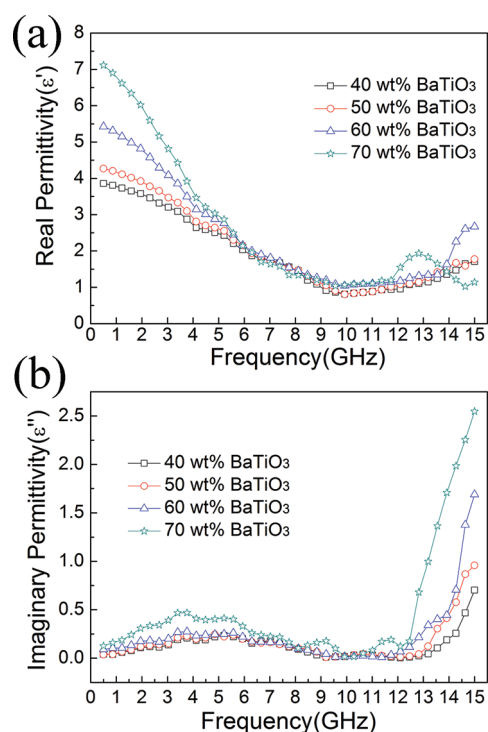 (a)
Real Permittivity(ε')
8
7
6
5
4
3
2
1
0
40 wt% BaTiO3
50 wt% BaTiO3
60 wt% BaTiO3
70 wt% BaTiO3
0 1 2 3 4 5 6 7 8 9 10 11 12 13 14 15
Frequency(GHz)
(b)
Imaginary Permittivity(ε'')
2.5
2.0
1.5
1.0
0.5
0.0
40 wt% BaTiO3
50 wt% BaTiO3
60 wt% BaTiO3
70 wt% BaTiO3
0 1 2 3 4 5 6 7 8 9 10 11 12 13 14 15
Frequency(GHz)